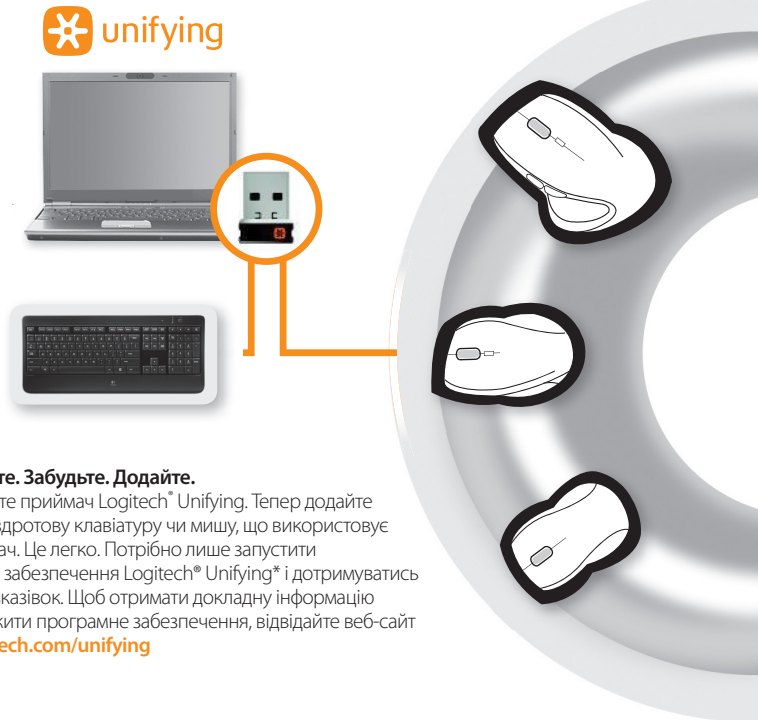 unifying
те. Забудьте. Додайте.
те приймач Logitech® Unifying. Тепер додайте
здротову клавіатуру чи мишу, що використовує
ач. Це легко. Потрібно лише запустити
забезпечення Logitech® Unifying* і дотримуватись
казівок. Щоб отримати докладну інформацію
жити програмне забезпечення, відвідайте веб-сайт
ech.com/unifying